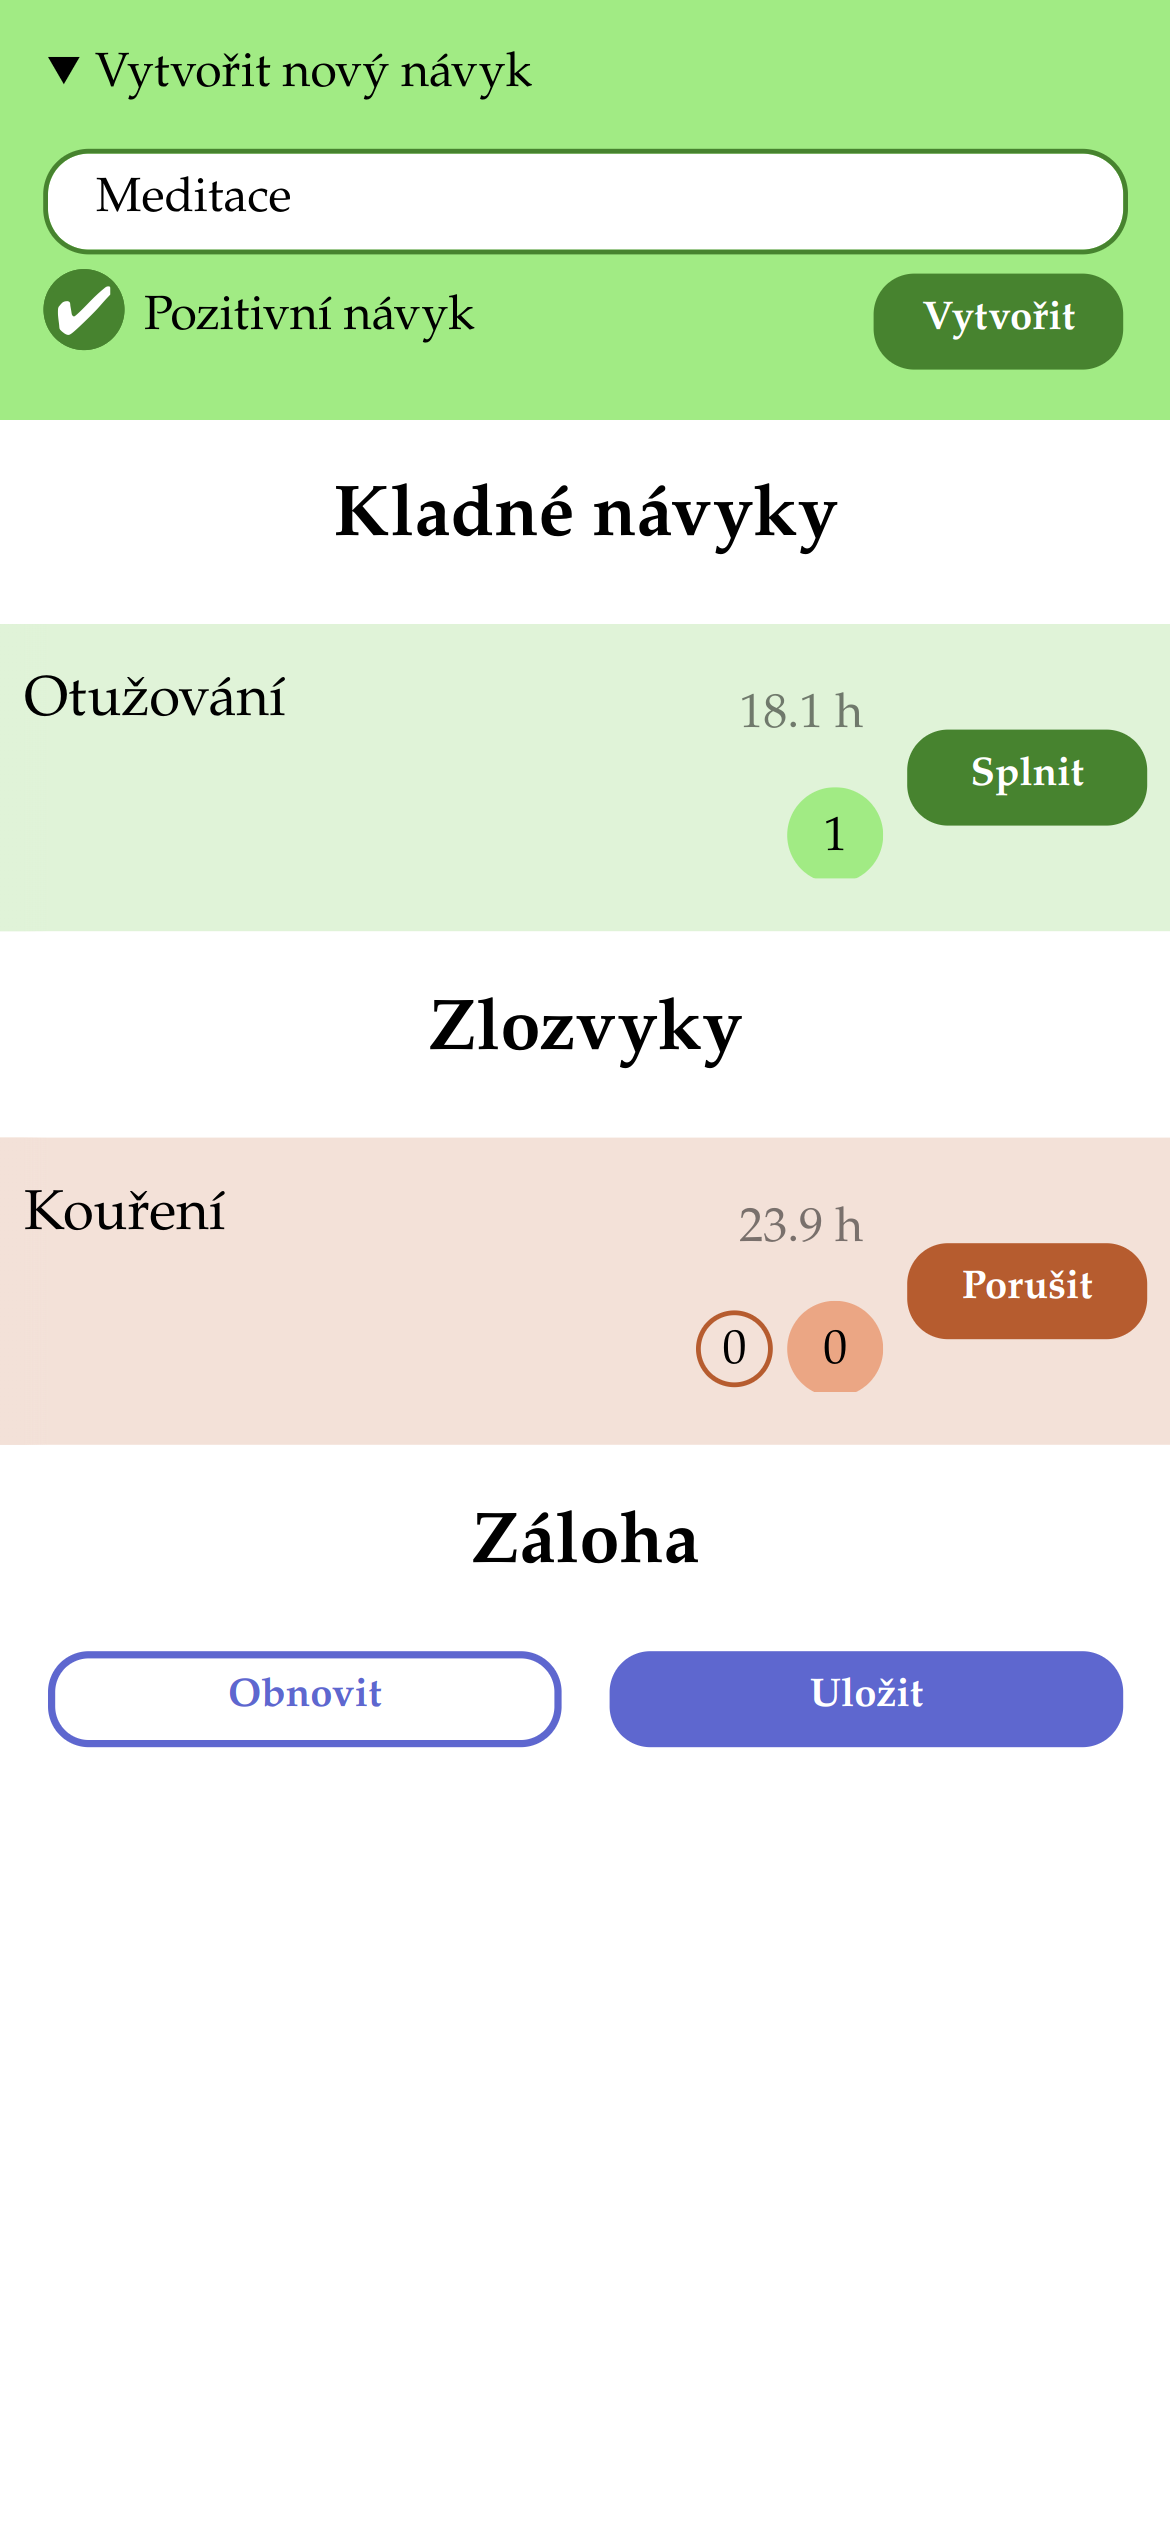 ▼ Vytvořit nový návyk
Meditace
✔ Pozitivní návyk
Vytvořit
Kladné návyky
Otužování
18.1 h
1
Splnit
Zlozvyky
Kouření
23.9 h
0 0
Porušit
Záloha
Obnovit
Uložit